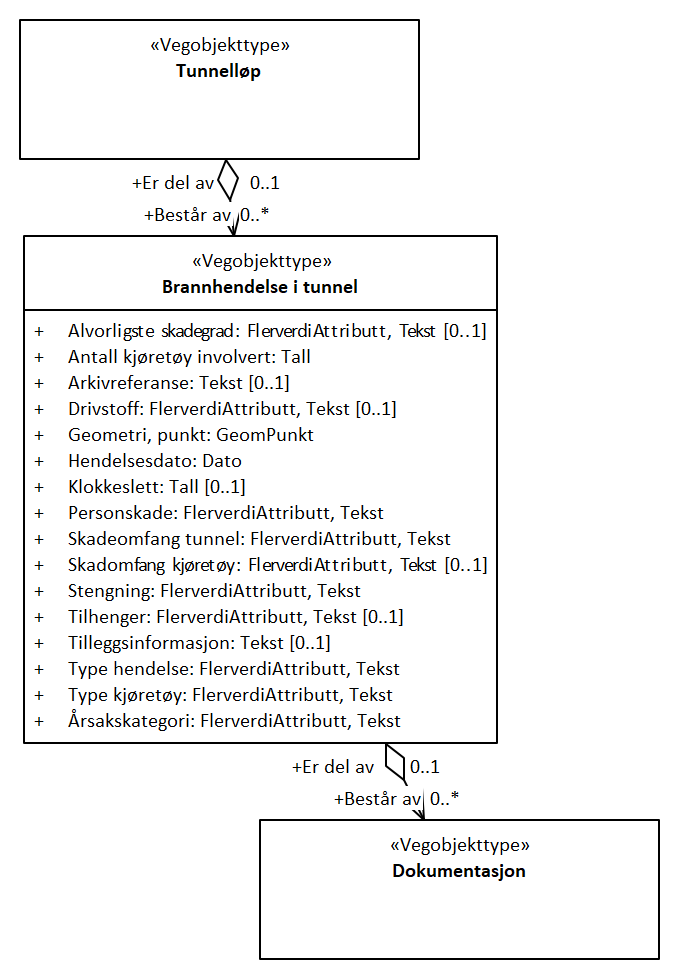 «Vegobjekttype»
Tunnelløp
+Er del av 0..1
+Består av 0..*
«Vegobjekttype»
Brannhendelse i tunnel
+ Alvorligste skadegrad: FlerverdiAttributt, Tekst [0..1]
+ Antall kjøretøy involvert: Tall
+ Arkivreferanse: Tekst [0..1]
+ Drivstoff: FlerverdiAttributt, Tekst [0..1]
+ Geometri, punkt: GeomPunkt
+ Hendelsesdato: Dato
+ Klokkeslett: Tall [0..1]
+ Personskade: FlerverdiAttributt, Tekst
+ Skadeomfang tunnel: FlerverdiAttributt, Tekst
+ Skadomfang kjøretøy: FlerverdiAttributt, Tekst [0..1]
+ Stengning: FlerverdiAttributt, Tekst
+ Tilhenger: FlerverdiAttributt, Tekst [0..1]
+ Tilleggsinformasjon: Tekst [0..1]
+ Type hendelse: FlerverdiAttributt, Tekst
+ Type kjøretøy: FlerverdiAttributt, Tekst
+ Årsakskategori: FlerverdiAttributt, Tekst
+Er del av 0..1
+Består av 0..*
«Vegobjekttype»
Dokumentasjon